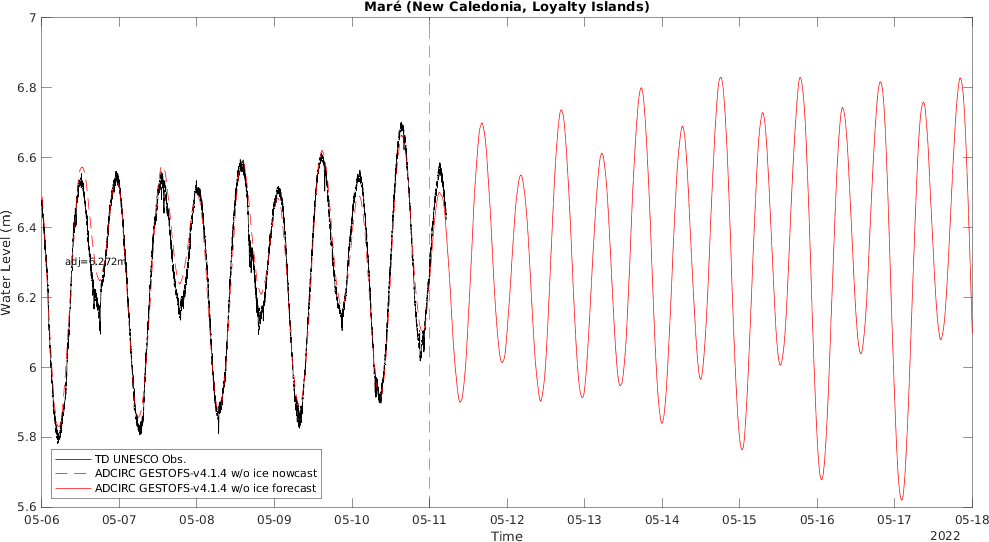 Maré (New Caledonia, Loyalty Islands)
7
6.8
6.6
6.4
6.2
6
5.8
5.6
Water Level (m)
adj=6.272m
TD UNESCO Obs.
ADCIRC GESTOFS-v4.1.4 w/o ice nowcast
ADCIRC GESTOFS-v4.1.4 w/o ice forecast
05-06 05-07 05-08 05-09 05-10 05-11 05-12 05-13 05-14 05-15 05-16 05-17 05-18
Time
2022